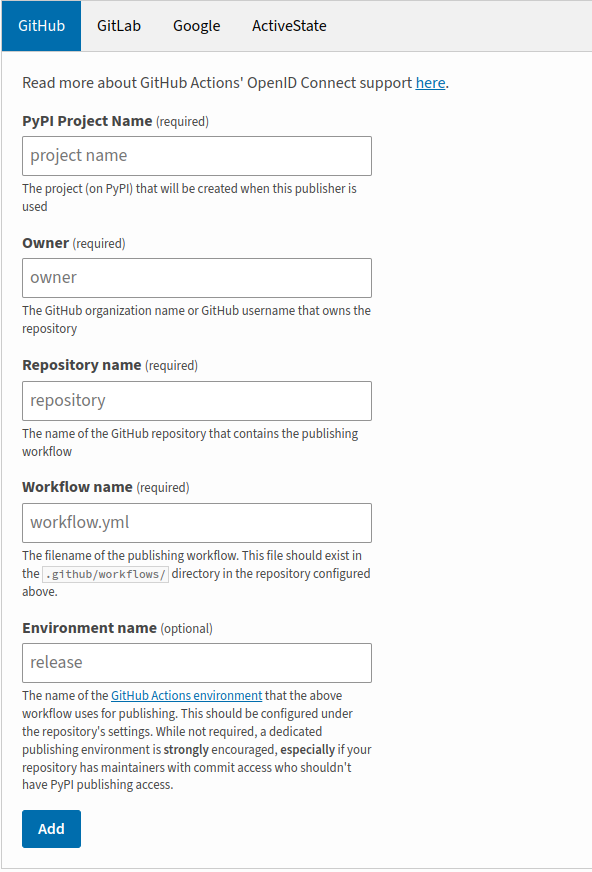 GitHub GitLab Google ActiveState
Read more about GitHub Actions' OpenID Connect support here.
PyPI Project Name (required)
project name
The project (on PyPI) that will be created when this publisher is
used
Owner (required)
owner
The GitHub organization name or GitHub username that owns the
repository
Repository name (required)
repository
The name of the GitHub repository that contains the publishing
workflow
Workflow name (required)
workflow.yml
The filename of the publishing workflow. This file should exist in
the .github/workflows/ directory in the repository configured
above.
Environment name (optional)
release
The name of the GitHub Actions environment that the above
workflow uses for publishing. This should be configured under
the repository's settings. While not required, a dedicated
publishing environment is strongly encouraged, especially if your
repository has maintainers with commit access who shouldn't
have PyPI publishing access.
Add